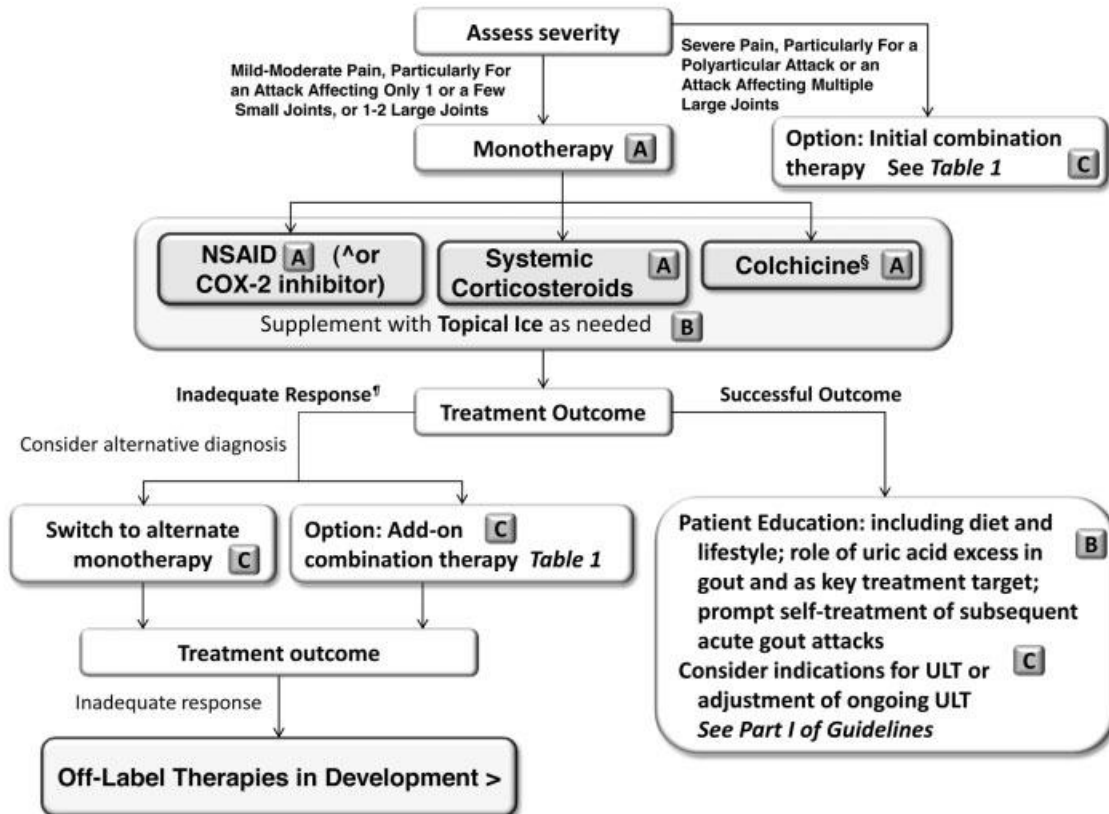 Assess severity
Mild-Moderate Pain, Particularly For
an Attack Affecting Only 1 or a Few
Small Joints, or 1-2 Large Joints
Severe Pain, Particularly For a
Polyarticular Attack or an
Attack Affecting Multiple
Large Joints
Monotherapy A
Option: Initial combination
therapy See Table 1 C
NSAID A (^or
COX-2 inhibitor)
Systemic
Corticosteroids A
Colchicine§ A
Supplement with Topical Ice as needed B
Inadequate Response¶
Treatment Outcome
Successful Outcome
Consider alternative diagnosis
Switch to alternate
monotherapy C
Option: Add-on C
combination therapy Table 1
Patient Education: including diet and
lifestyle; role of uric acid excess in B
gout and as key treatment target;
prompt self-treatment of subsequent
acute gout attacks
Consider indications for ULT or C
adjustment of ongoing ULT
See Part I of Guidelines
Treatment outcome
Inadequate response
Off-Label Therapies in Development >